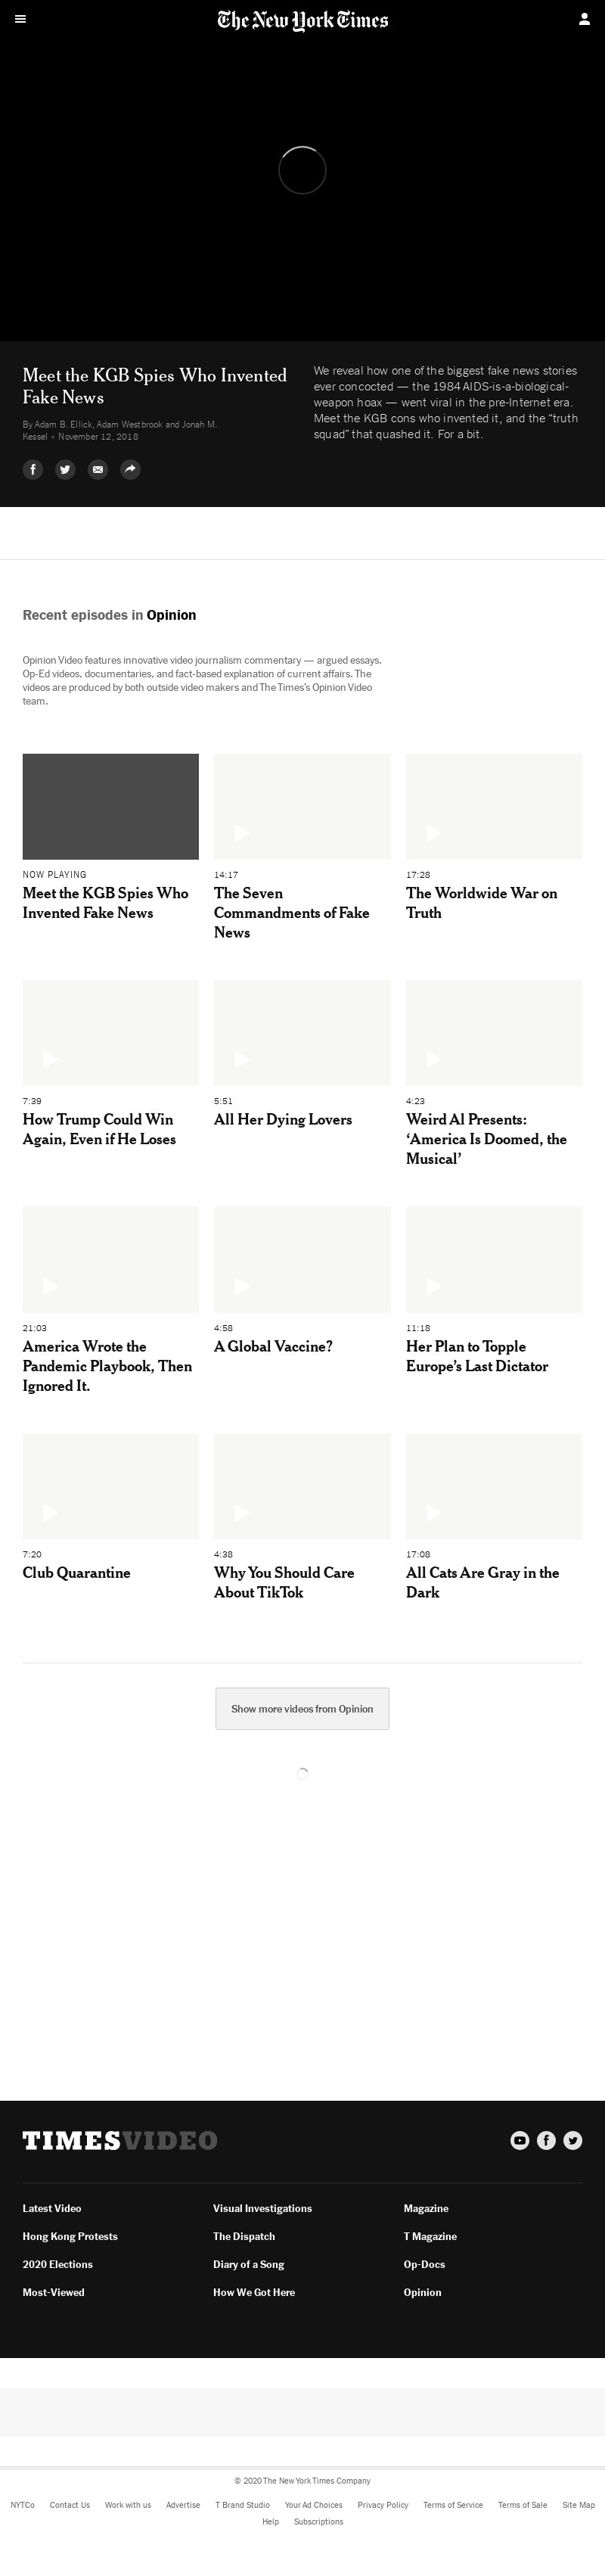 The New York Times
Meet the KGB Spies Who Invented
Fake News
By Adam B. Ellick, Adam Westbrook and Jonah M.
Kessel • November 12, 2018
We reveal how one of the biggest fake news stories
ever concocted — the 1984 AIDS-is-a-biological-
weapon hoax — went viral in the pre-Internet era.
Meet the KGB cons who invented it, and the “truth
squad” that quashed it. For a bit.
Recent episodes in Opinion
Opinion Video features innovative video journalism commentary — argued essays,
Op-Ed videos, documentaries, and fact-based explanation of current affairs. The
videos are produced by both outside video makers and The Times’s Opinion Video
team.
NOW PLAYING
Meet the KGB Spies Who
Invented Fake News
14:17
The Seven
Commandments of Fake
News
17:28
The Worldwide War on
Truth
7:39
How Trump Could Win
Again, Even if He Loses
5:51
All Her Dying Lovers
4:23
Weird Al Presents:
‘America Is Doomed, the
Musical’
21:03
America Wrote the
Pandemic Playbook, Then
Ignored It.
4:58
A Global Vaccine?
11:18
Her Plan to Topple
Europe’s Last Dictator
7:20
Club Quarantine
4:38
Why You Should Care
About TikTok
17:08
All Cats Are Gray in the
Dark
Show more videos from Opinion
TIMESVIDEO
Latest Video
Visual Investigations
Magazine
Hong Kong Protests
The Dispatch
T Magazine
2020 Elections
Diary of a Song
Op-Docs
Most-Viewed
How We Got Here
Opinion
© 2020 The New York Times Company
NYTCo Contact Us Work with us Advertise T Brand Studio Your Ad Choices Privacy Policy Terms of Service Terms of Sale Site Map
Help Subscriptions